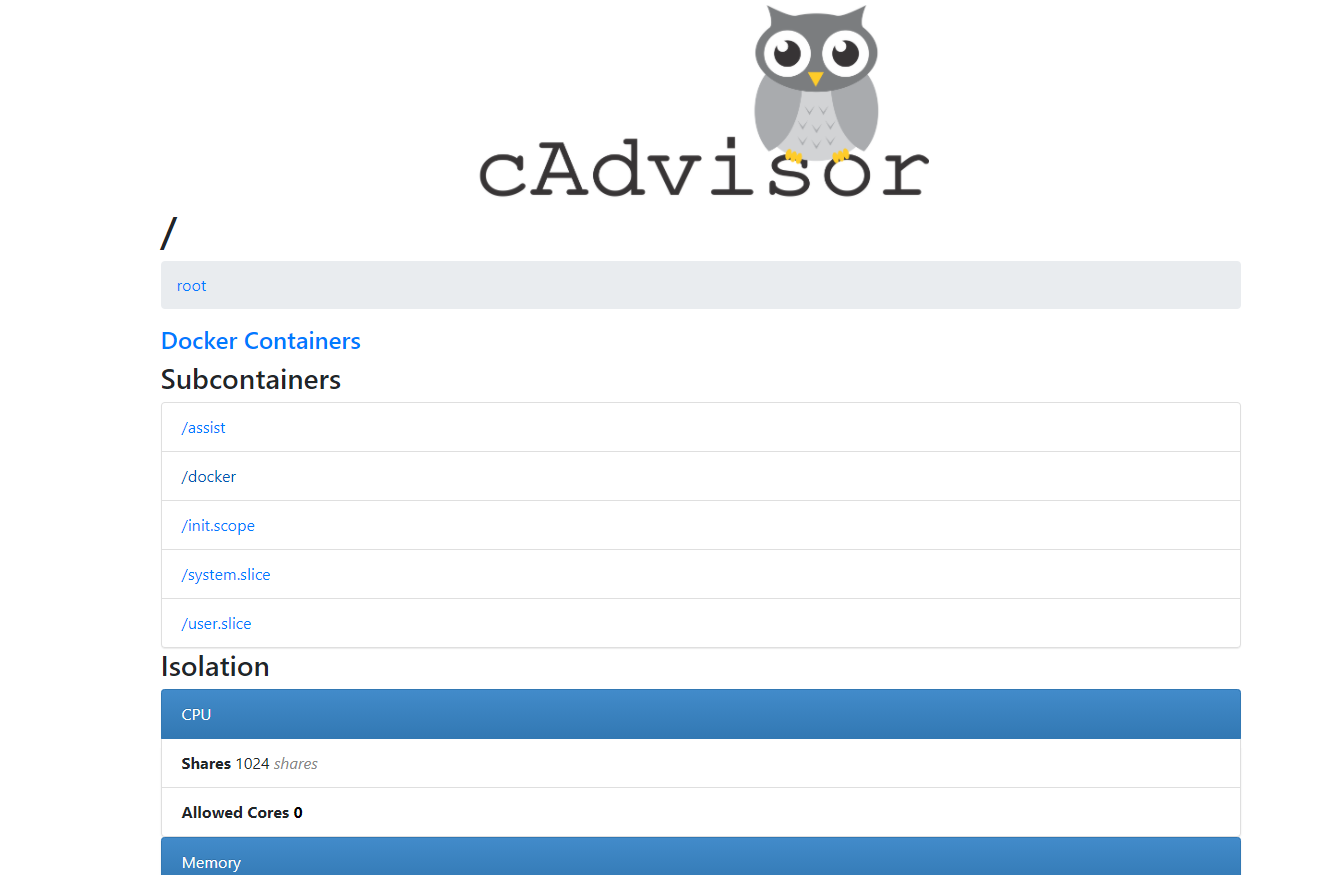 cAdvisor
/
root
Docker Containers
Subcontainers
/assist
/docker
/init.scope
/system.slice
/user.slice
Isolation
CPU
Shares 1024 shares
Allowed Cores 0
Memory